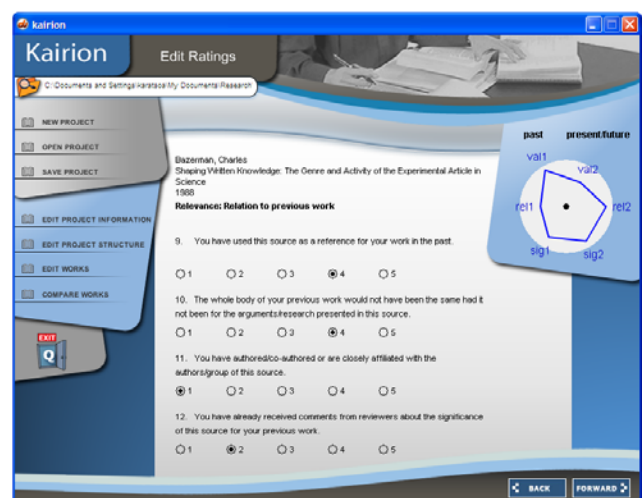 kairion
Kairion
Edit Ratings
C:\Documents and Settings\karatacs\My Documents\Research
NEW PROJECT
OPEN PROJECT
SAVE PROJECT
EDIT PROJECT INFORMATION
EDIT PROJECT STRUCTURE
EDIT WORKS
COMPARE WORKS
EXIT
Q
Bazerman, Charles
Shaping Written Knowledge: The Genre and Activity of the Experimental Article in
Science
1988
Relevance: Relation to previous work
9. You have used this source as a reference for your work in the past.
1 2 3 4 5
10. The whole body of your previous work would not have been the same had it
not been for the arguments/research presented in this source.
1 2 3 4 5
11. You have authored/co-authored or are closely affiliated with the
authors/group of this source.
1 2 3 4 5
12. You have already received comments from reviewers about the significance
of this source for your previous work.
1 2 3 4 5
past present/future
val1
val2
rel1 rel2
sig1 sig2
BACK FORWARD